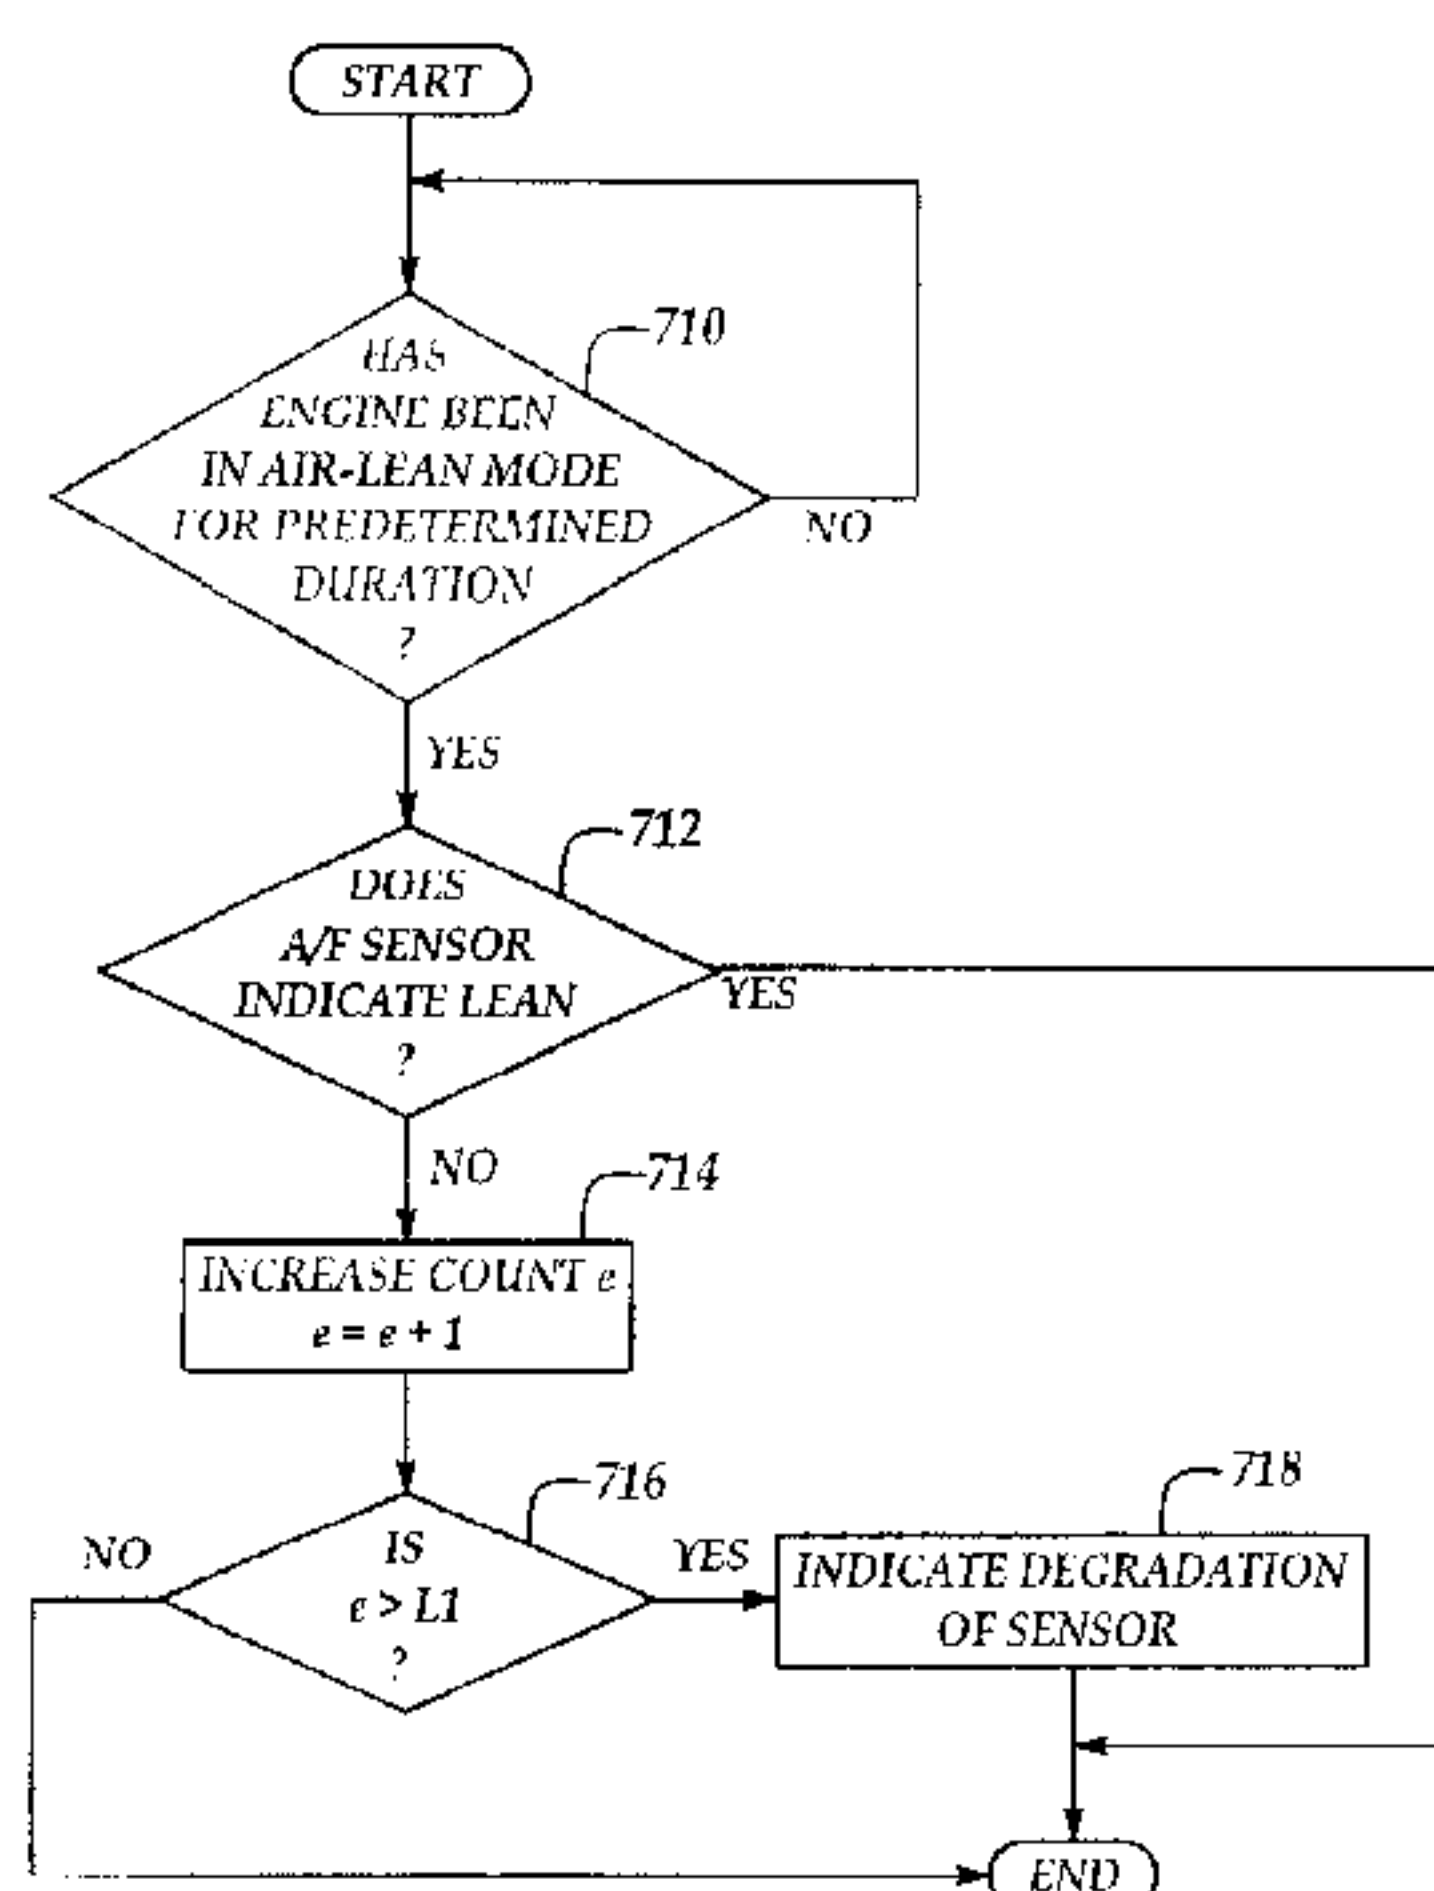 START
710
HAS
ENGINE BEEN
IN AIR-LEAN MODE
FOR PREDETERMINED
DURATION
?
NO
YES
712
DOES
A/F SENSOR
INDICATE LEAN
?
YES
NO
714
INCREASE COUNT e
e = e + 1
716
NO
IS
e > L1
?
YES
718
INDICATE DEGRADATION
OF SENSOR
END